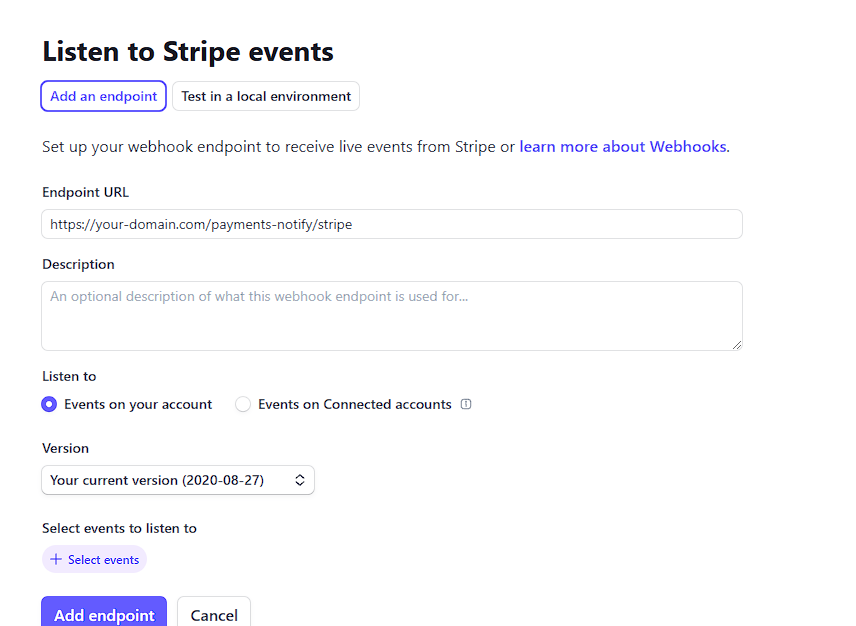 Listen to Stripe events
Add an endpoint Test in a local environment
Set up your webhook endpoint to receive live events from Stripe or learn more about Webhooks.
Endpoint URL
https://your-domain.com/payments-notify/stripe
Description
An optional description of what this webhook endpoint is used for...
Listen to
Events on your account Events on Connected accounts
Version
Your current version (2020-08-27)
Select events to listen to
+ Select events
Add endpoint Cancel